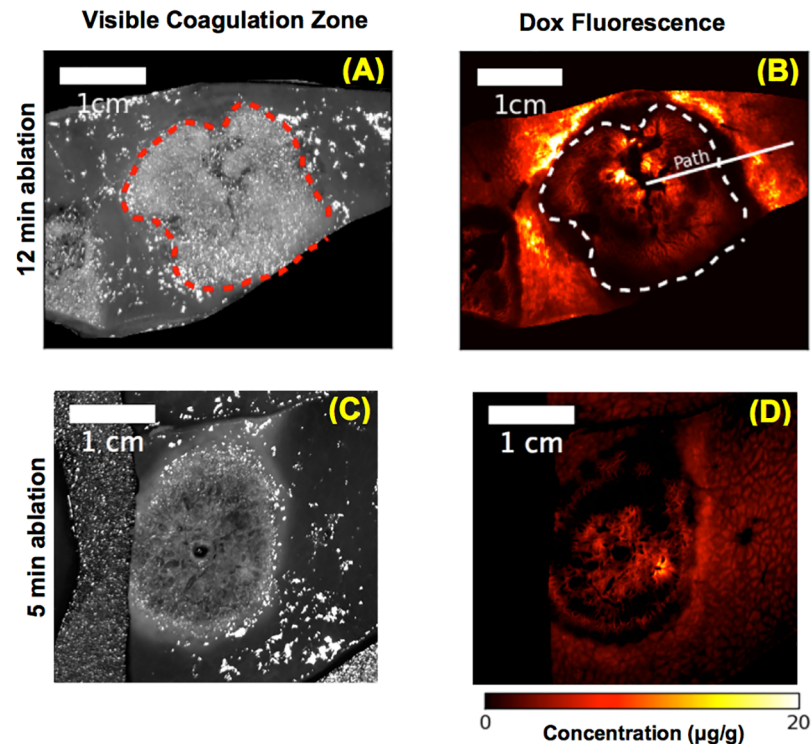 Visible Coagulation Zone
Dox Fluorescence
12 min ablation
(A)
1cm
(B)
1cm
Path
5 min ablation
(C)
1 cm
(D)
1 cm
0
20
Concentration (µg/g)